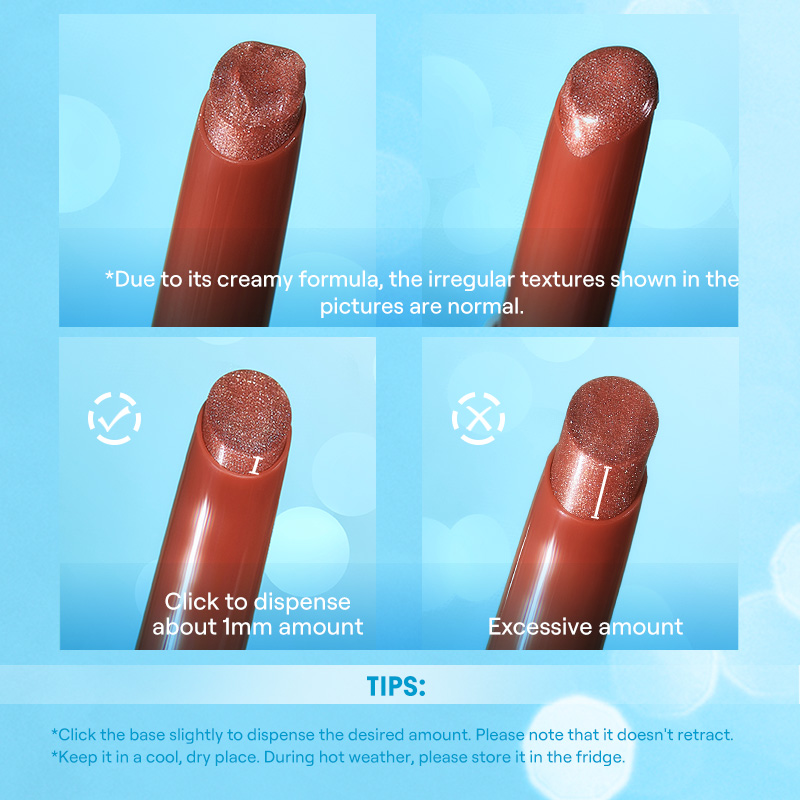 *Due to its creamy formula, the irregular textures shown in the
pictures are normal.
Click to dispense
about 1mm amount
Excessive amount
TIPS:
*Click the base slightly to dispense the desired amount. Please note that it doesn't retract.
*Keep it in a cool, dry place. During hot weather, please store it in the fridge.